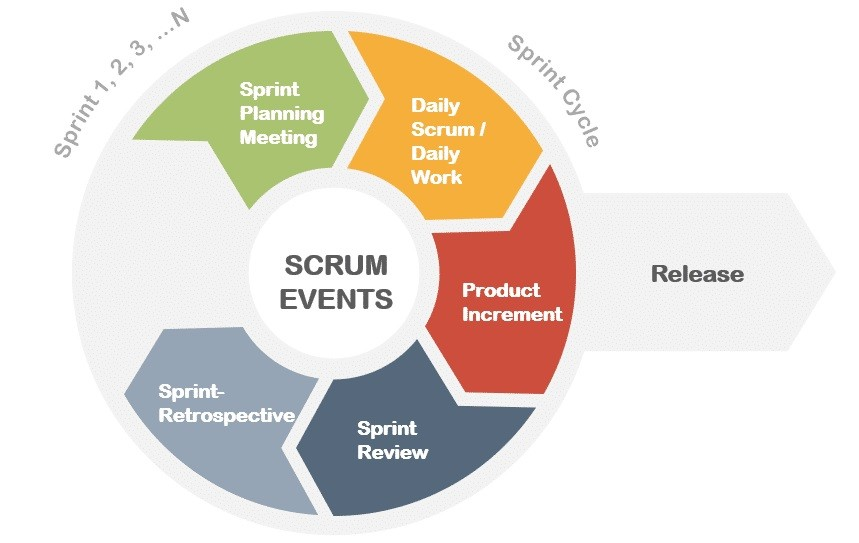 Sprint 1, 2, 3, ...N
Sprint Cycle
Sprint
Planning
Meeting
Daily
Scrum /
Daily
Work
Product
Increment
Release
Sprint
Review
Sprint-
Retrospective
SCRUM
EVENTS